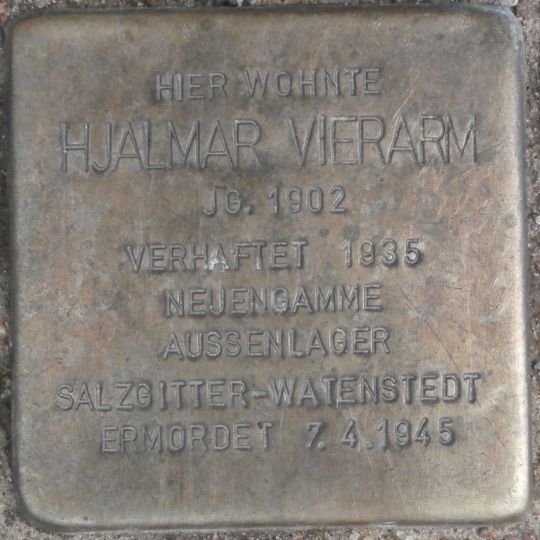 HIER WOHNTE
HJALMAR VIERARM
JG. 1902
VERHAFTET 1935
NEUENGAMME
AUSSENLAGER
SALZGITTER-WATENSTEDT
ERMORDET 7.4.1945